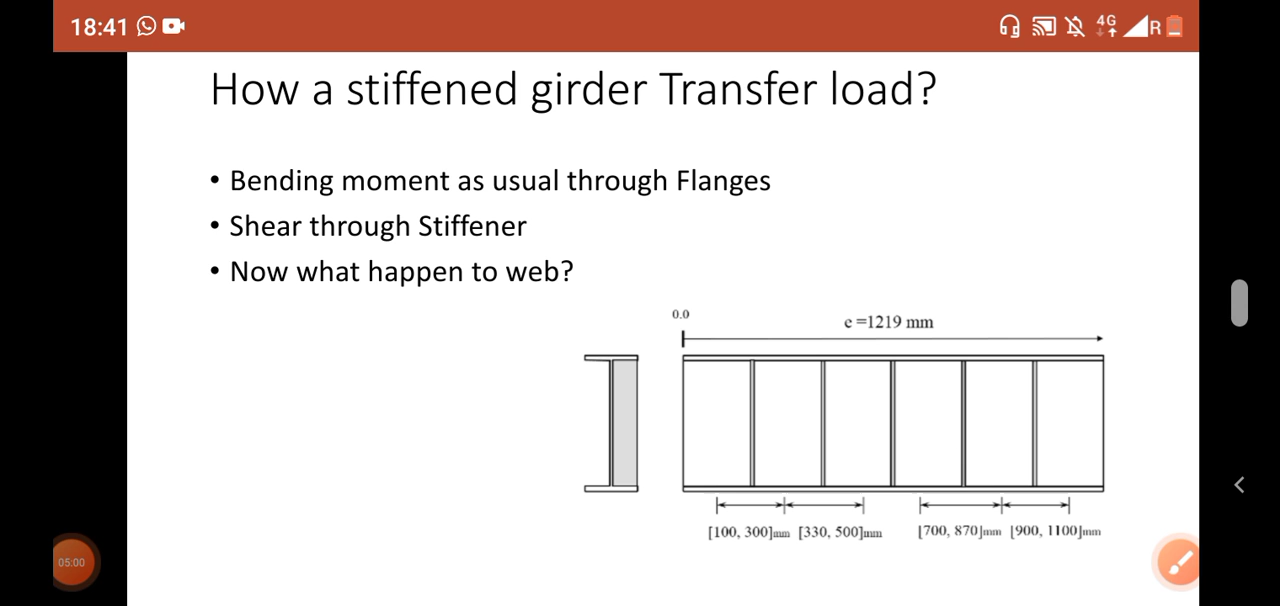 18:41
4G
R
How a stiffened girder Transfer load?
• Bending moment as usual through Flanges
• Shear through Stiffener
• Now what happen to web?
0.0
e =1219 mm
[100, 300]mm [330, 500]mm [700, 870]mm [900, 1100]mm
05:00